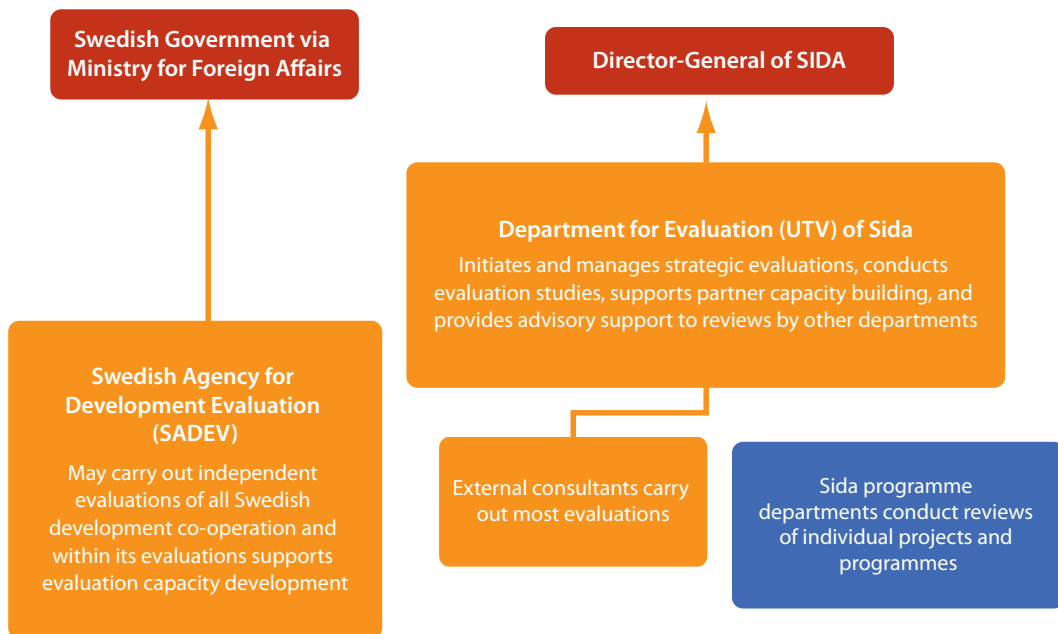 Swedish Government via
Ministry for Foreign Affairs
Director-General of SIDA
Department for Evaluation (UTV) of Sida
Initiates and manages strategic evaluations, conducts
evaluation studies, supports partner capacity building, and
provides advisory support to reviews by other departments
Swedish Agency for
Development Evaluation
(SADEV)
May carry out independent
evaluations of all Swedish
development co-operation and
within its evaluations supports
evaluation capacity development
External consultants carry
out most evaluations
Sida programme
departments conduct reviews
of individual projects and
programmes